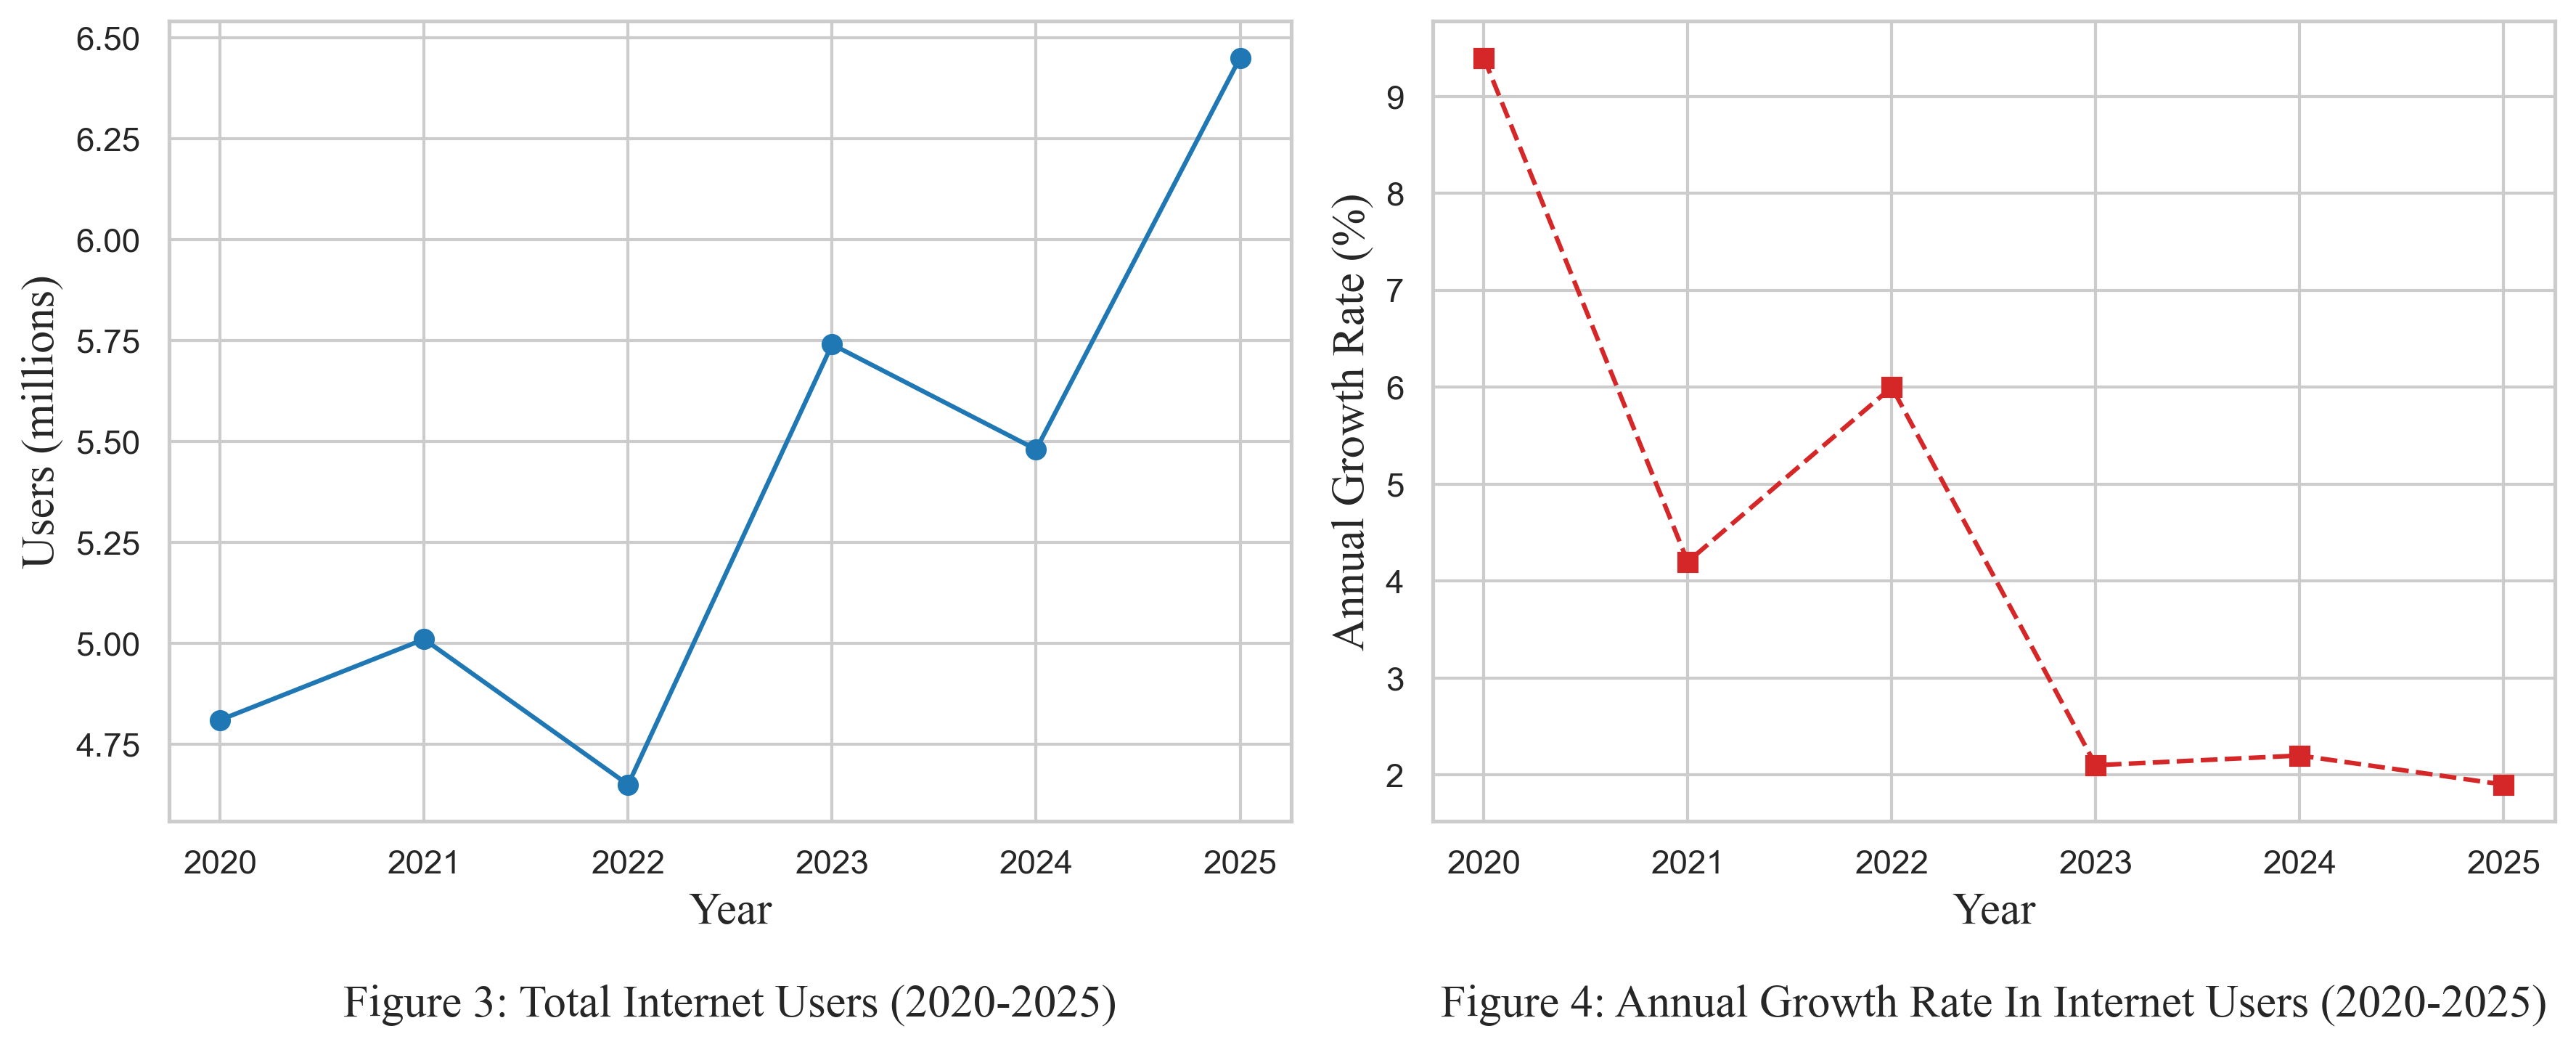 Users (millions)
6.50
6.25
6.00
5.75
5.50
5.25
5.00
4.75
2020 2021 2022 2023 2024 2025
Year
Figure 3: Total Internet Users (2020-2025)
Annual Growth Rate (%)
9
8
7
6
5
4
3
2
2020 2021 2022 2023 2024 2025
Year
Figure 4: Annual Growth Rate In Internet Users (2020-2025)